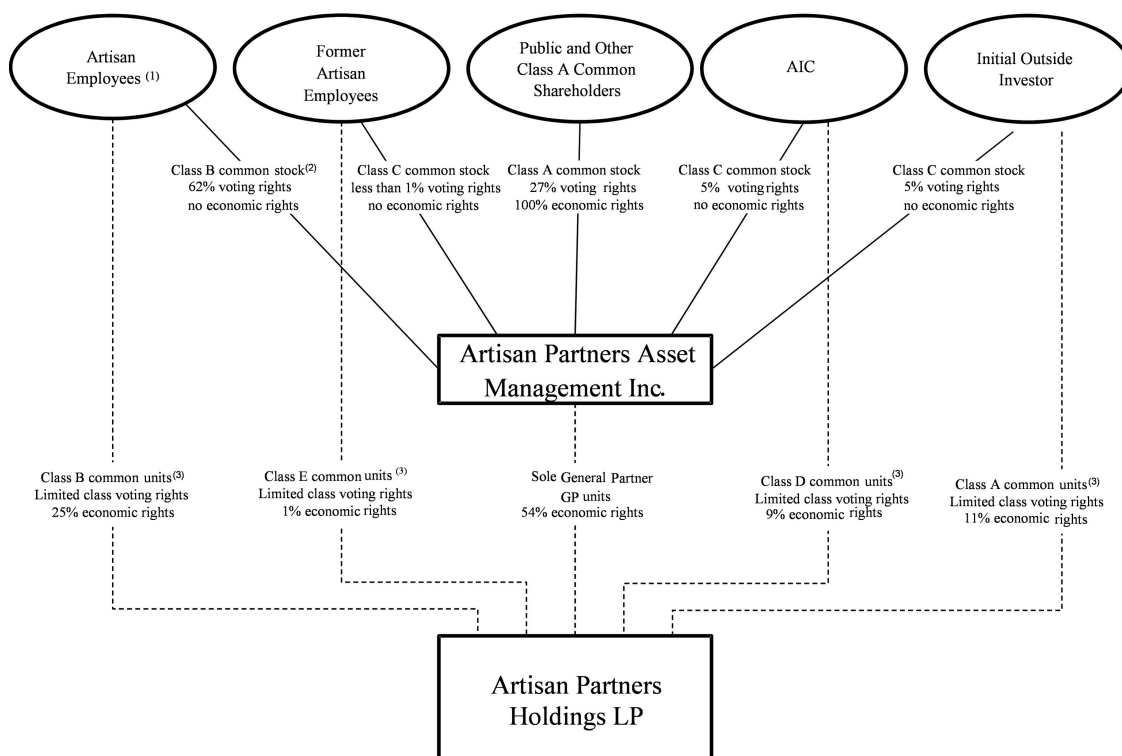 Artisan
Employees (1)
Former
Artisan
Employees
Public and Other
Class A Common
Shareholders
AIC
Initial Outside
Investor
Class B common stock(2)
62% voting rights
no economic rights
Class C common stock
less than 1% voting rights
no economic rights
Class A common stock
27% voting rights
100% economic rights
Class C common stock
5% voting rights
no economic rights
Class C common stock
5% voting rights
no economic rights
Artisan Partners Asset
Management Inc.
Class B common units(3)
Limited class voting rights
25% economic rights
Class E common units (3)
Limited class voting rights
1% economic rights
Sole General Partner
GP units
54% economic rights
Class D common units(3)
Limited class voting rights
9% economic rights
Class A common units(3)
Limited class voting rights
11% economic rights
Artisan Partners
Holdings LP